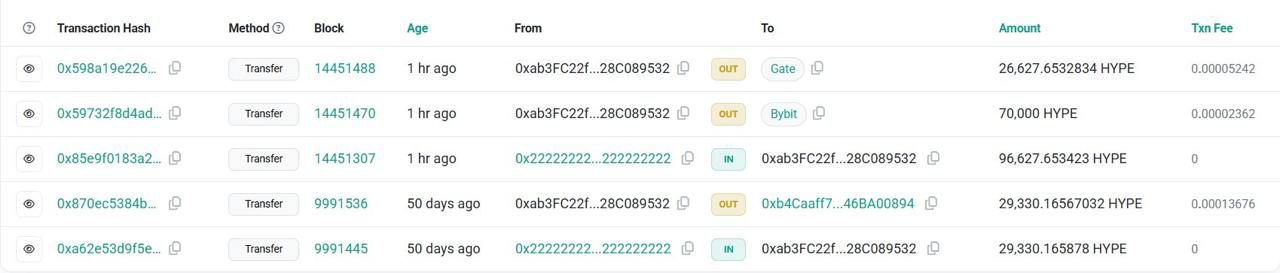 Transaction Hash Method Block Age From To Amount Txn Fee
0x598a19e226... Transfer 14451488 1 hr ago 0xab3FC22f...28C089532 OUT Gate 26,627.6532834 HYPE 0.00005242
0x59732f8d4ad... Transfer 14451470 1 hr ago 0xab3FC22f...28C089532 OUT Bybit 70,000 HYPE 0.00002362
0x85e9f0183a2... Transfer 14451307 1 hr ago 0x22222222...222222222 IN 0xab3FC22f...28C089532 96,627.653423 HYPE 0
0x870ec5384b... Transfer 9991536 50 days ago 0xab3FC22f...28C089532 OUT 0xb4Caaff7...46BA00894 29,330.16567032 HYPE 0.00013676
0xa62e53d9f5e... Transfer 9991445 50 days ago 0x22222222...222222222 IN 0xab3FC22f...28C089532 29,330.165878 HYPE 0